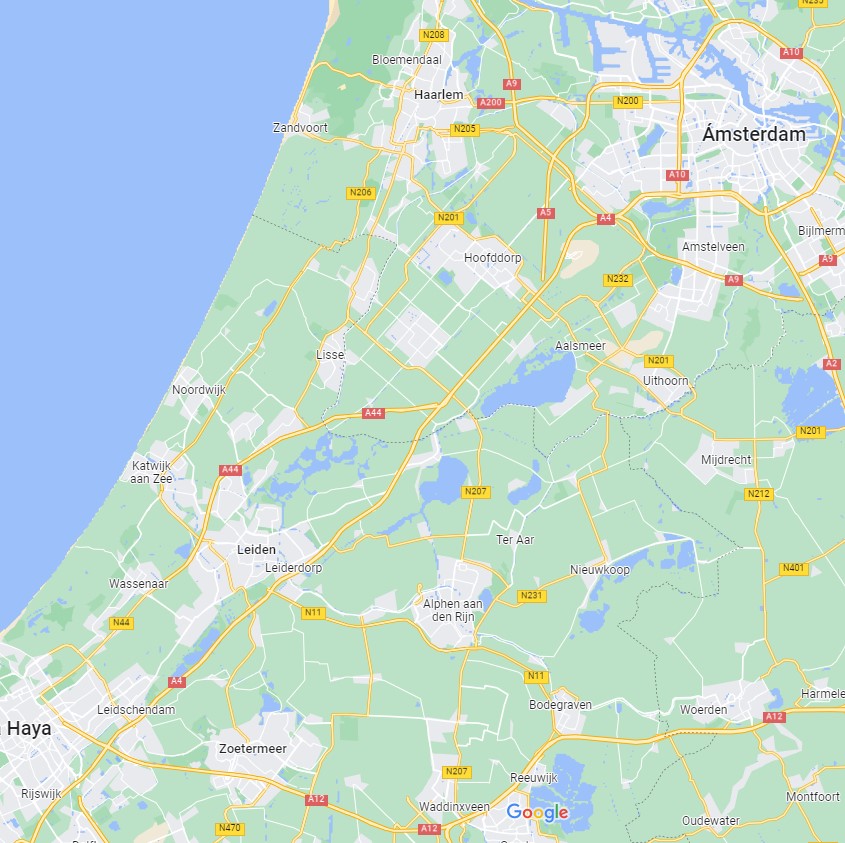 N235
N208
A10
Bloemendaal
A9
Haarlem
A200
N200
Zandvoort
N205
Ámsterdam
A10
N206
N201
A5
A4
Bijlmerm
Amstelveen
Hoofddorp
A9
N232
A9
Aalsmeer
Lisse
N201
A2
Uithoorn
Noordwijk
A44
N201
Mijdrecht
Katwijk
aan Zee
A44
N207
N212
Ter Aar
Leiden
Leiderdorp
Nieuwkoop
N401
Wassenaar
N231
Alphen aan
den Rijn
N11
N44
N11
A4
Harmele
Bodegraven
Leidschendam
Woerden
A12
Haya
Zoetermeer
N207
Reeuwijk
Rijswijk
A12
Waddinxveen
Google
Montfoort
Oudewater
N470
A12